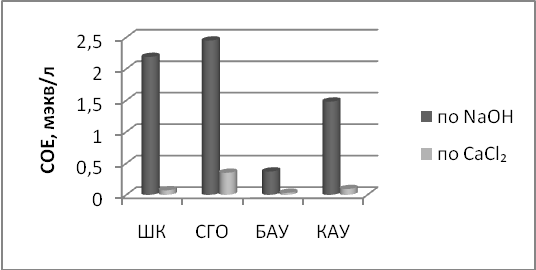 СОЕ, мэкв/л
2,5
2
1,5
1
0,5
0
ШК СГО БАУ КАУ
по NaOH
по CaCl₂